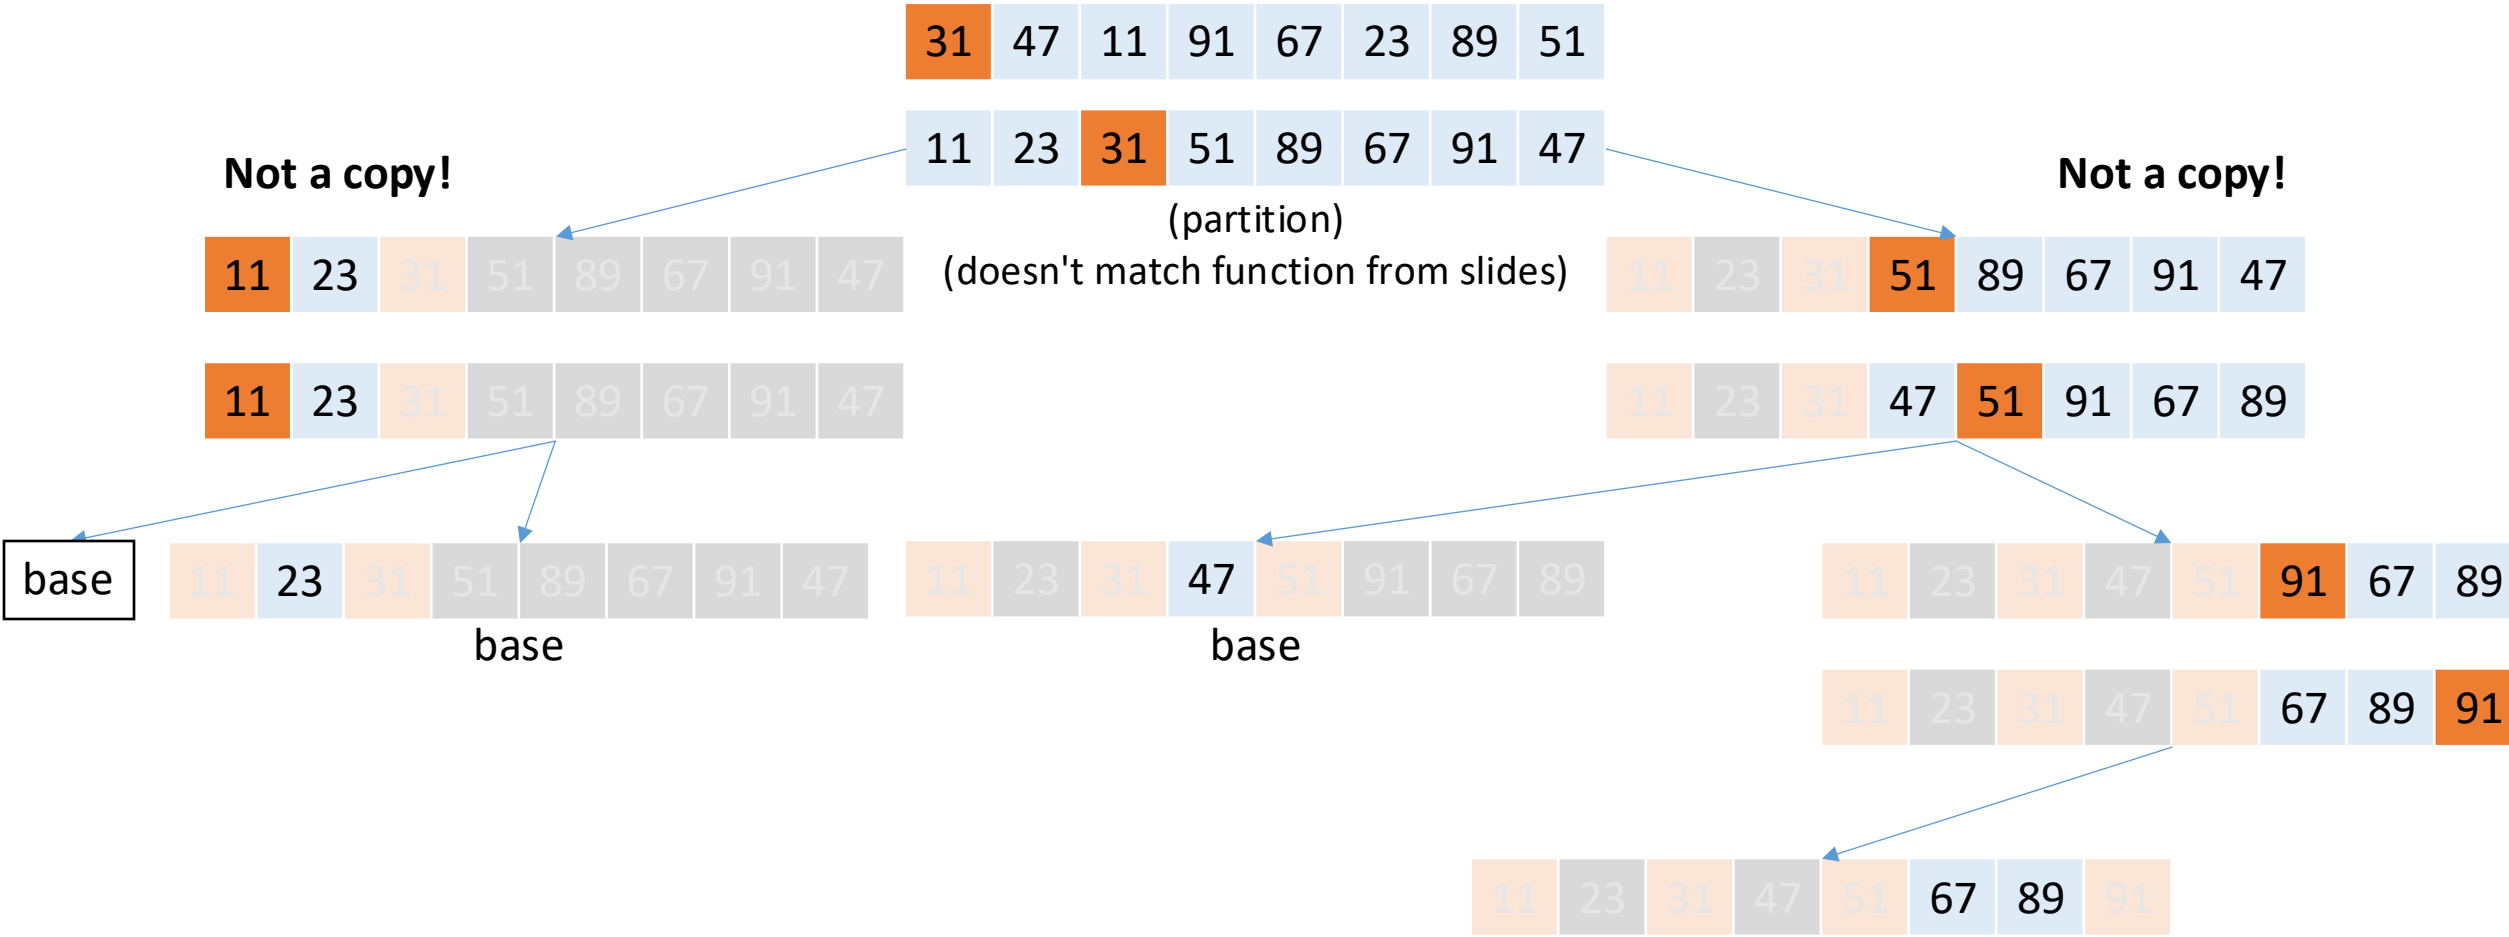 31 47 11 91 67 23 89 51
11 23 31 51 89 67 91 47
Not a copy!
Not a copy!
(partition)
(doesn't match function from slides)
11 23 31 51 89 67 91 47
11 23 31 51 89 67 91 47
11 23 31 51 89 67 91 47
11 23 31 47 51 91 67 89
base
11 23 31 51 89 67 91 47
base
11 23 31 47 51 91 67 89
base
11 23 31 47 51 91 67 89
11 23 31 47 51 67 89 91
11 23 31 47 51 67 89 91